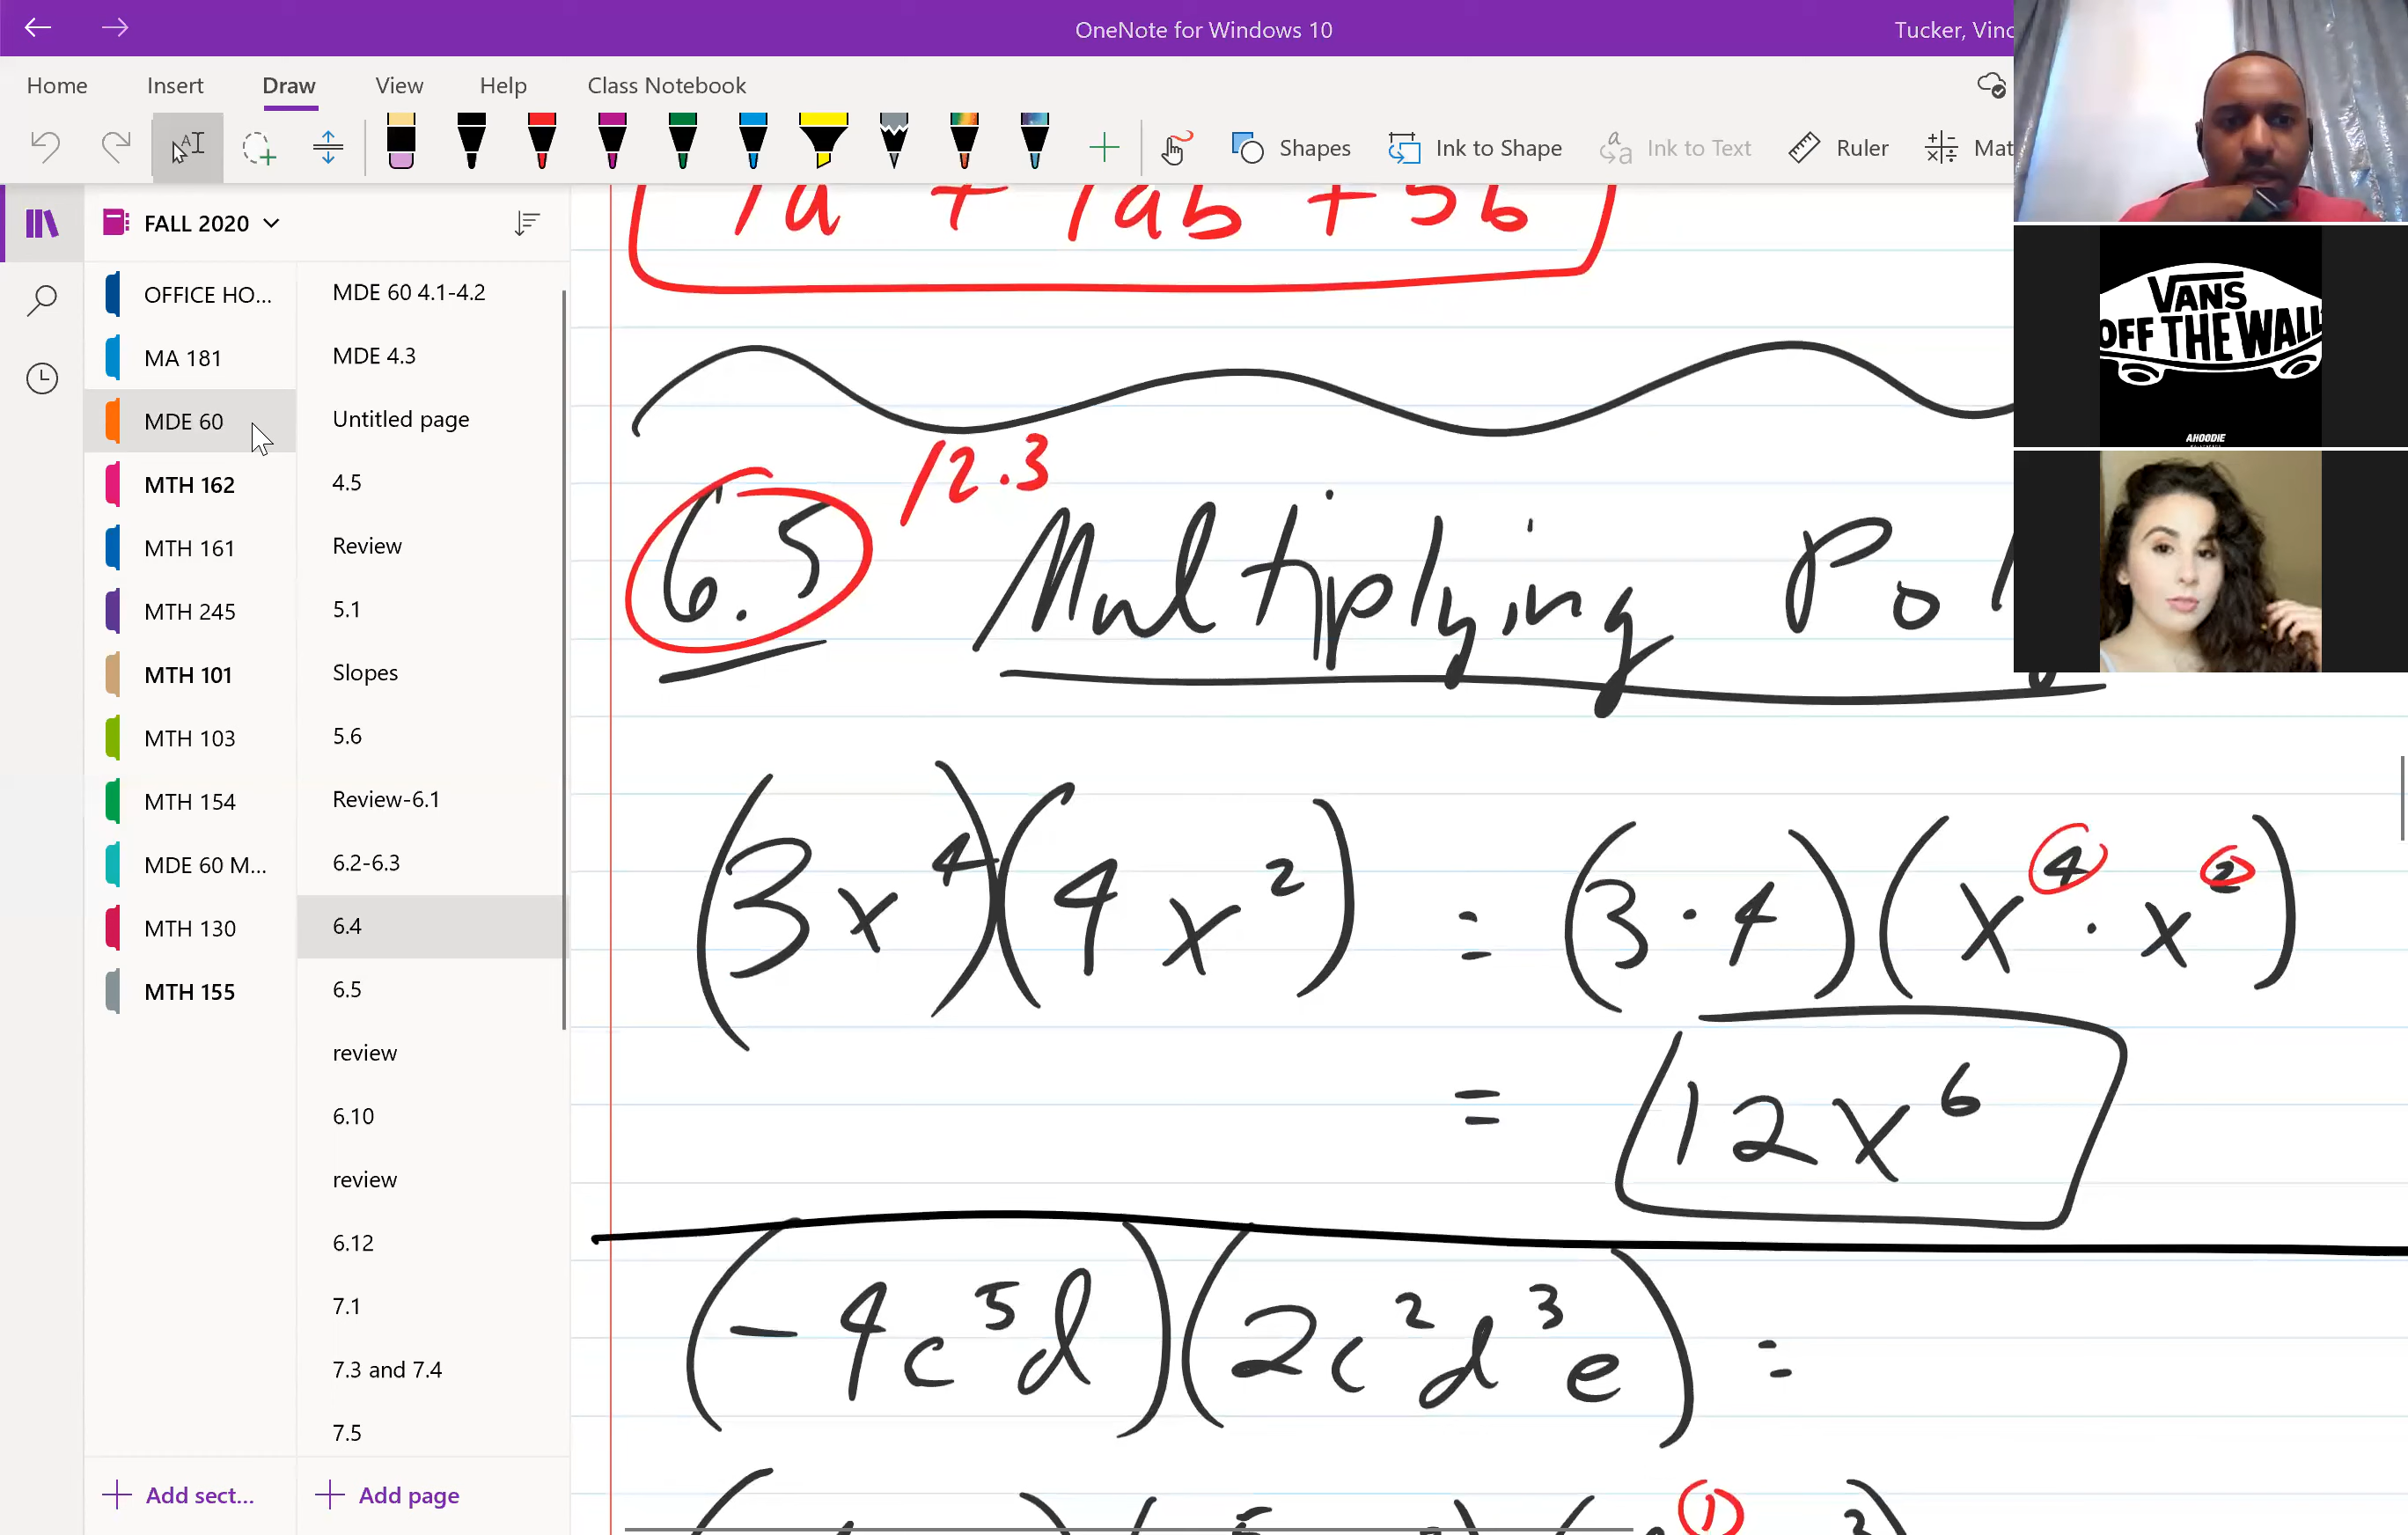 OneNote for Windows 10
Tucker, Vinc
Home Insert Draw View Help Class Notebook
Shapes Ink to Shape Ink to Text Ruler Mat
FALL 2020
OFFICE HO...
MA 181
MDE 60
MTH 162
MTH 161
MTH 245
MTH 101
MTH 103
MTH 154
MDE 60 M...
MTH 130
MTH 155
Add sect...
MDE 60 4.1-4.2
MDE 4.3
Untitled page
4.5
Review
5.1
Slopes
5.6
Review-6.1
6.2-6.3
6.4
6.5
review
6.10
review
6.12
7.1
7.3 and 7.4
7.5
Add page
6.5 /2.3 Multiplying Pol
(3x⁴)(4x²) = (3·4)(x⁴·x²)
= 12x⁶
(-4c⁵d)(2c²d³e) =
VANS
OFF THE WALL
AHOODIE